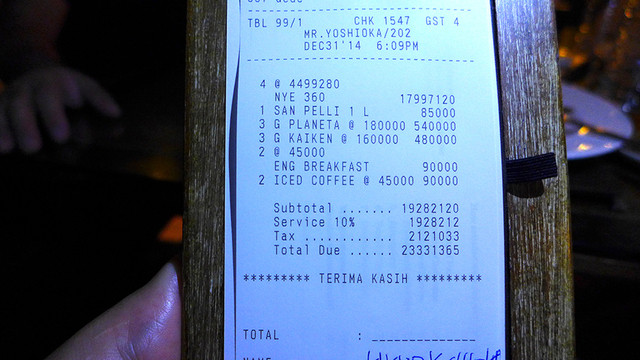 TBL 99/1 CHK 1547 GST 4
MR.YOSHIOKA/202
DEC31'14 6:09PM
4 @ 4499280
NYE 360 17997120
1 SAN PELLI 1 L 85000
3 G PLANETA @ 180000 540000
3 G KAIKEN @ 160000 480000
2 @ 45000
ENG BREAKFAST 90000
2 ICED COFFEE @ 45000 90000
Subtotal ....... 19282120
Service 10% 1928212
Tax ............ 2121033
Total Due ...... 23331365
********* TERIMA KASIH *********
TOTAL : ______________